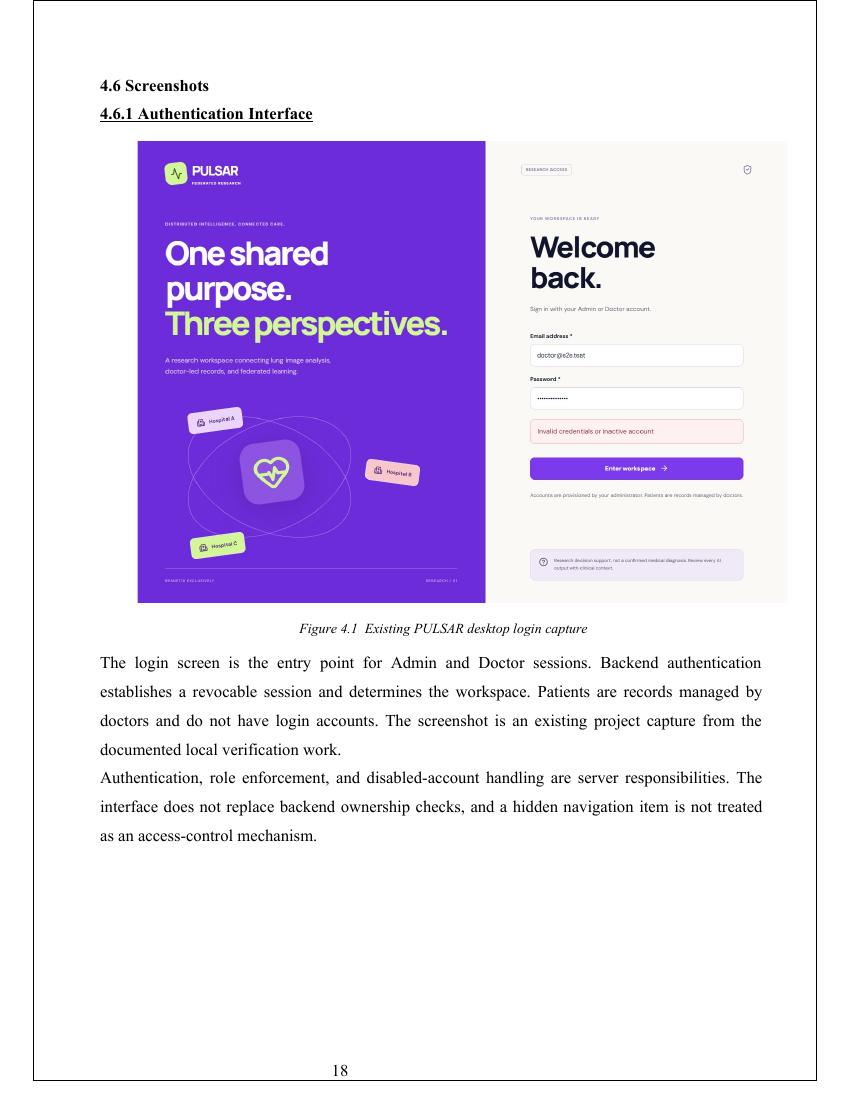 4.6 Screenshots
4.6.1 Authentication Interface
PULSAR
FEDERATED RESEARCH
DISTRIBUTED INTELLIGENCE, CONNECTED CARE.
One shared
purpose.
Three perspectives.
A research workspace connecting lung image analysis,
doctor-led records, and federated learning.
Hospital A
Hospital B
Hospital C
BRANETIX EXCLUSIVELY
RESEARCH / 01
RESEARCH ACCESS
YOUR WORKSPACE IS READY
Welcome
back.
Sign in with your Admin or Doctor account.
Email address *
doctor@e2e.test
Password *
••••••••••••••
Invalid credentials or inactive account
Enter workspace →
Accounts are provisioned by your administrator. Patients are records managed by doctors.
Research decision support, not a confirmed medical diagnosis. Review every AI
output with clinical context.
Figure 4.1  Existing PULSAR desktop login capture
The login screen is the entry point for Admin and Doctor sessions. Backend authentication
establishes a revocable session and determines the workspace. Patients are records managed by
doctors and do not have login accounts. The screenshot is an existing project capture from the
documented local verification work.
Authentication, role enforcement, and disabled-account handling are server responsibilities. The
interface does not replace backend ownership checks, and a hidden navigation item is not treated
as an access-control mechanism.
18